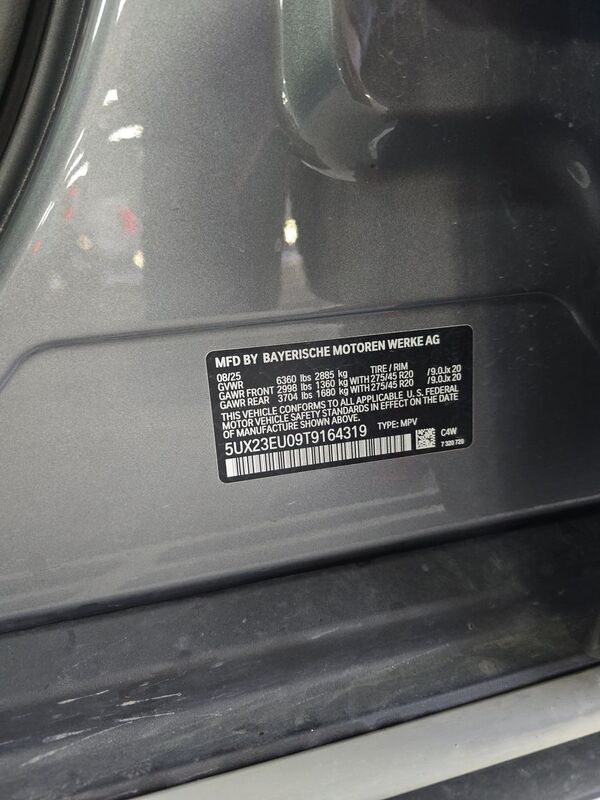 MFD BY BAYERISCHE MOTOREN WERKE AG
08/25 TIRE / RIM
GVWR 6360 lbs 2885 kg
GAWR FRONT 2998 lbs 1360 kg WITH 275/45 R20 /9.0Jx20
GAWR REAR 3704 lbs 1680 kg WITH 275/45 R20 /9.0Jx20
THIS VEHICLE CONFORMS TO ALL APPLICABLE U.S. FEDERAL
MOTOR VEHICLE SAFETY STANDARDS IN EFFECT ON THE DATE
OF MANUFACTURE SHOWN ABOVE.
5UX23EU09T9164319 TYPE: MPV
C4W
7 320 720